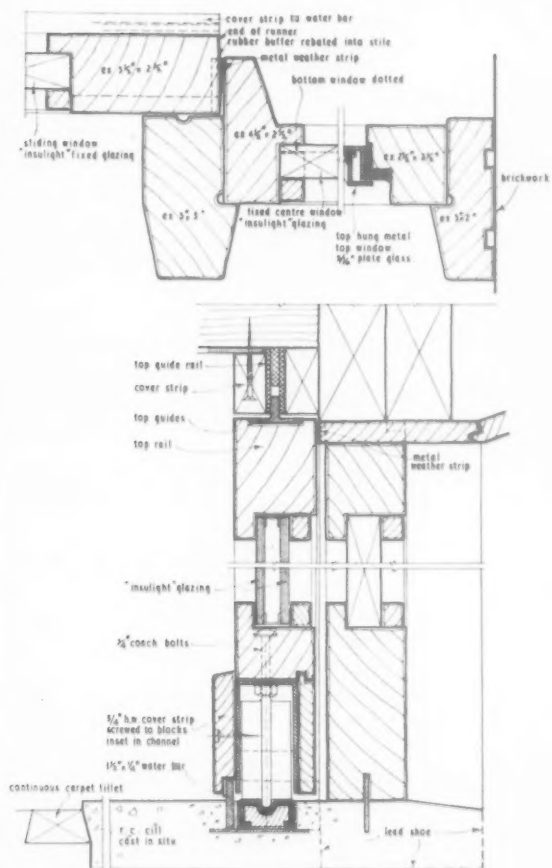 cover strip to water bar
end of runner
rubber buffer rebated into stile
metal weather strip
bottom window dotted
sliding window
"insulight" fixed glazing
ex 3" x 3"
fixed centre window
"insulight" glazing
top hung metal
top window
plate glass
ex 3" x 2"
brickwork
top guide rail
cover strip
top guides
top rail
metal
weather strip
"insulight" glazing
coach bolts
h.w. cover strip
screwed to blocks
inset in channel
water bar
continuous carpet fillet
r.c. cill
cast in situ
lead shoe